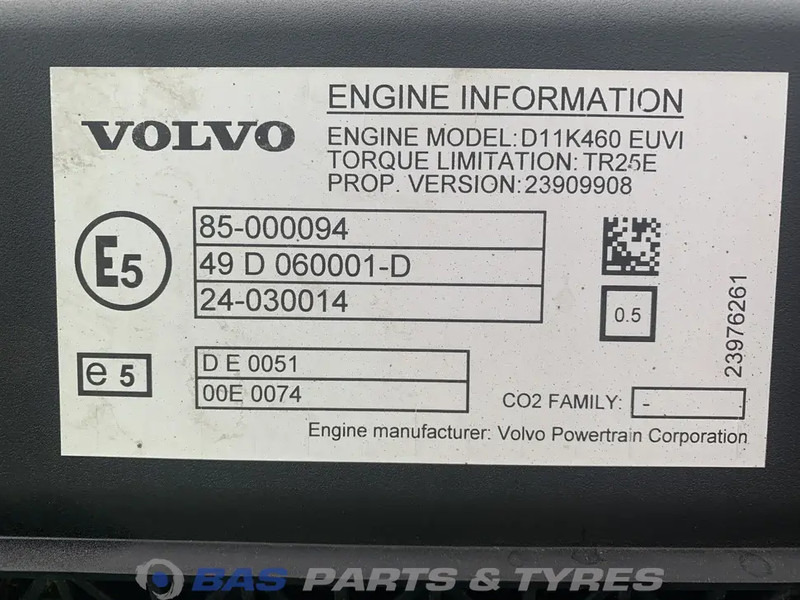 VOLVO
ENGINE INFORMATION
ENGINE MODEL:D11K460 EUVI
TORQUE LIMITATION: TR25E
PROP. VERSION:23909908
E5
85-000094
49 D 060001-D
24-030014
0.5
23976261
e 5
D E 0051
00E 0074
CO2 FAMILY: -
Engine manufacturer: Volvo Powertrain Corporation
BAS PARTS & TYRES